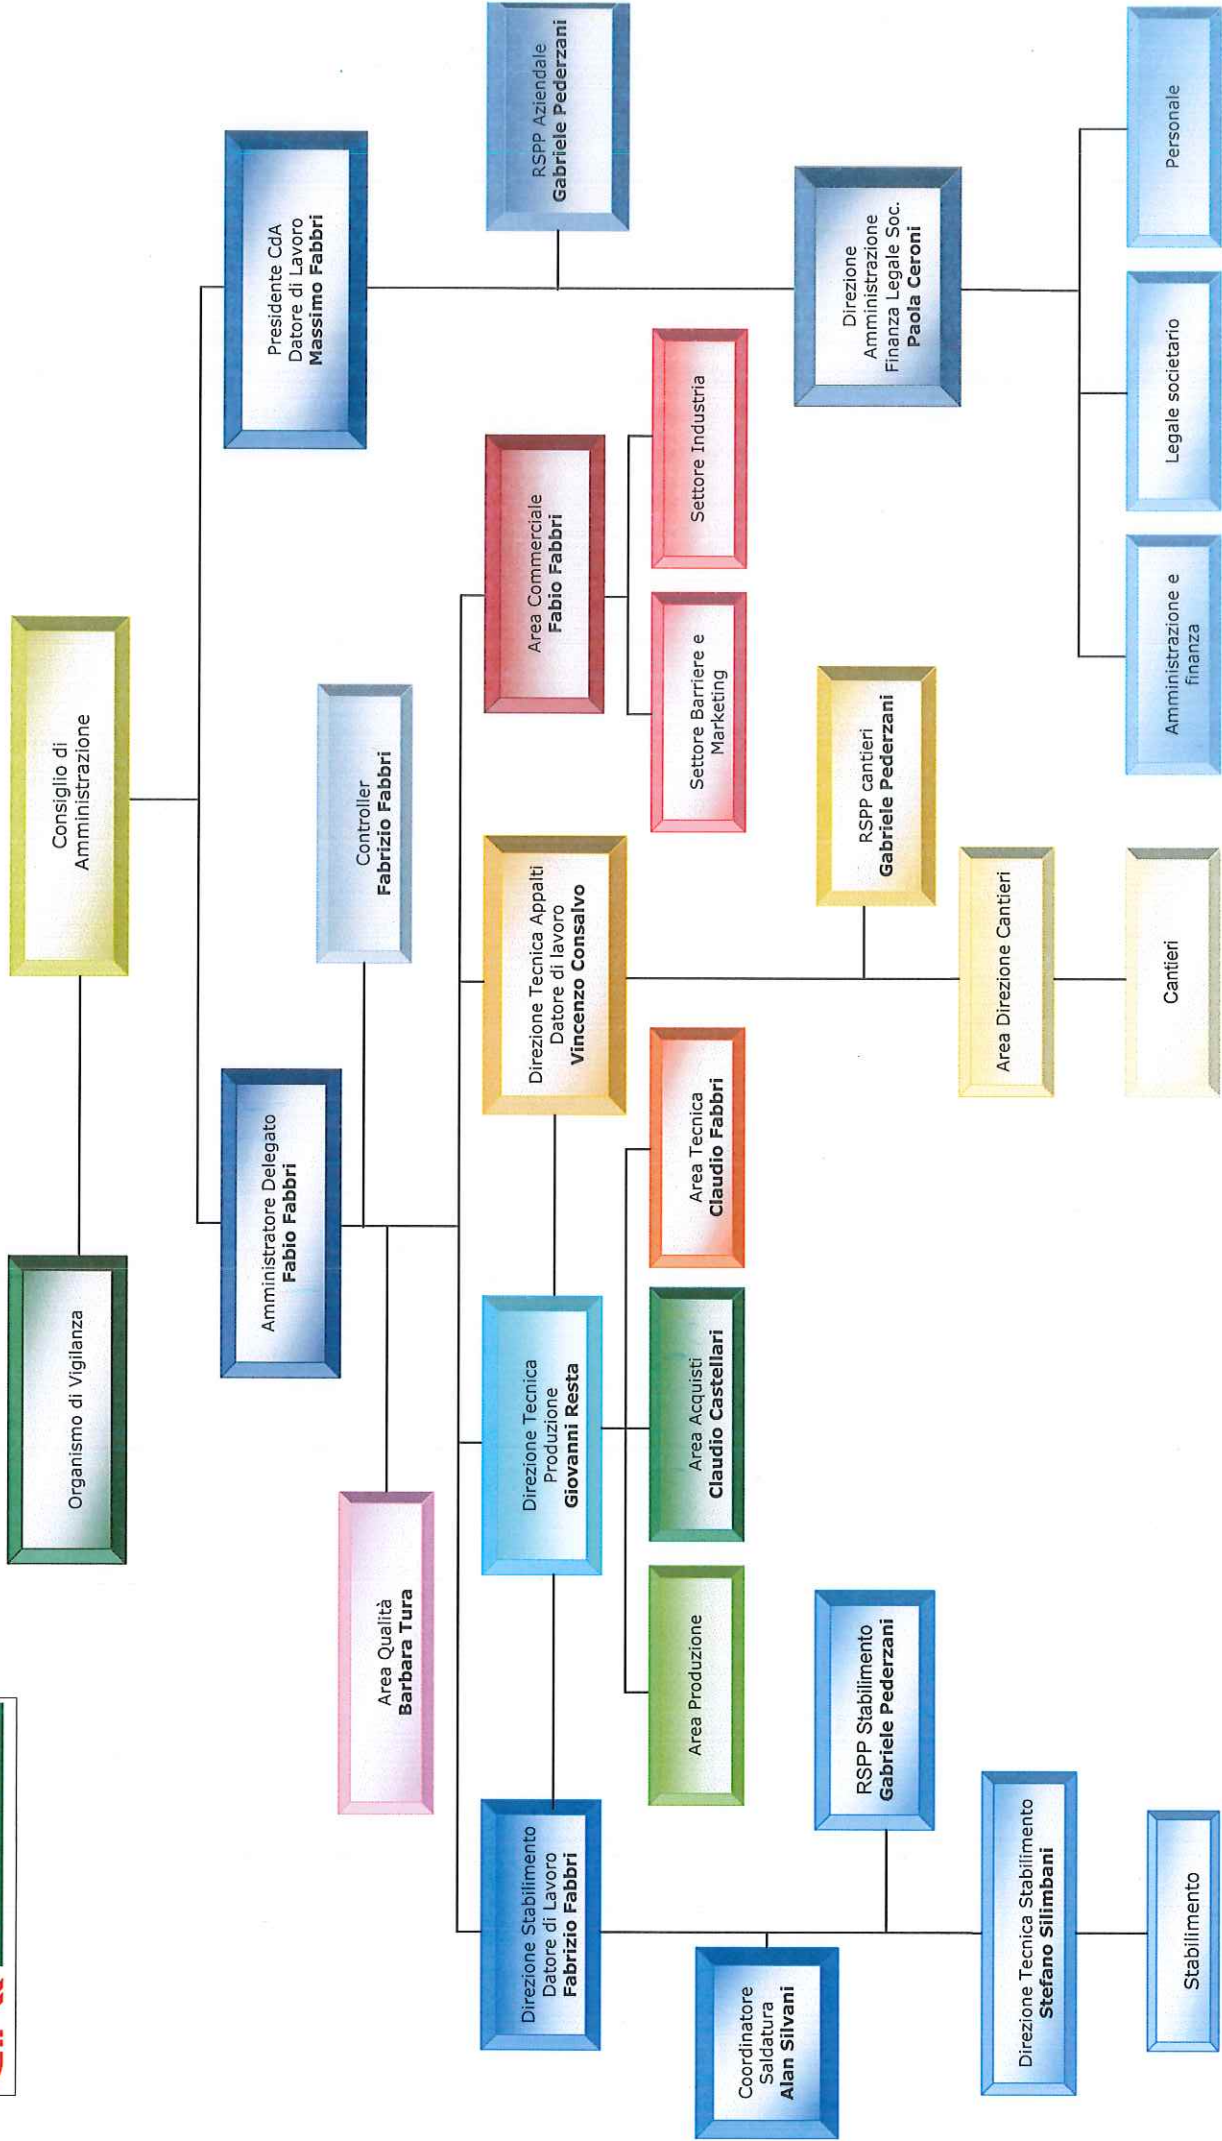 Organismo di Vigilanza
Consiglio di
Amministrazione
Amministratore Delegato
Fabio Fabbri
Presidente CdA
Datore di Lavoro
Massimo Fabbri
Controller
Fabrizio Fabbri
Area Qualità
Barbara Tura
Direzione Stabilimento
Datore di Lavoro
Fabrizio Fabbri
Direzione Tecnica
Produzione
Giovanni Resta
Direzione Tecnica Appalti
Datore di lavoro
Vincenzo Consalvo
Area Commerciale
Fabio Fabbri
RSPP Aziendale
Gabriele Pederzani
Area Produzione
Area Acquisti
Claudio Castellari
Area Tecnica
Claudio Fabbri
Settore Barriere e
Marketing
Settore Industria
Coordinatore
Saldatura
Alan Silvani
RSPP Stabilimento
Gabriele Pederzani
RSPP cantieri
Gabriele Pederzani
Direzione
Amministrazione
Finanza Legale Soc.
Paola Ceroni
Direzione Tecnica Stabilimento
Stefano Silimbani
Area Direzione Cantieri
Stabilimento
Cantieri
Amministrazione e
finanza
Legale societario
Personale